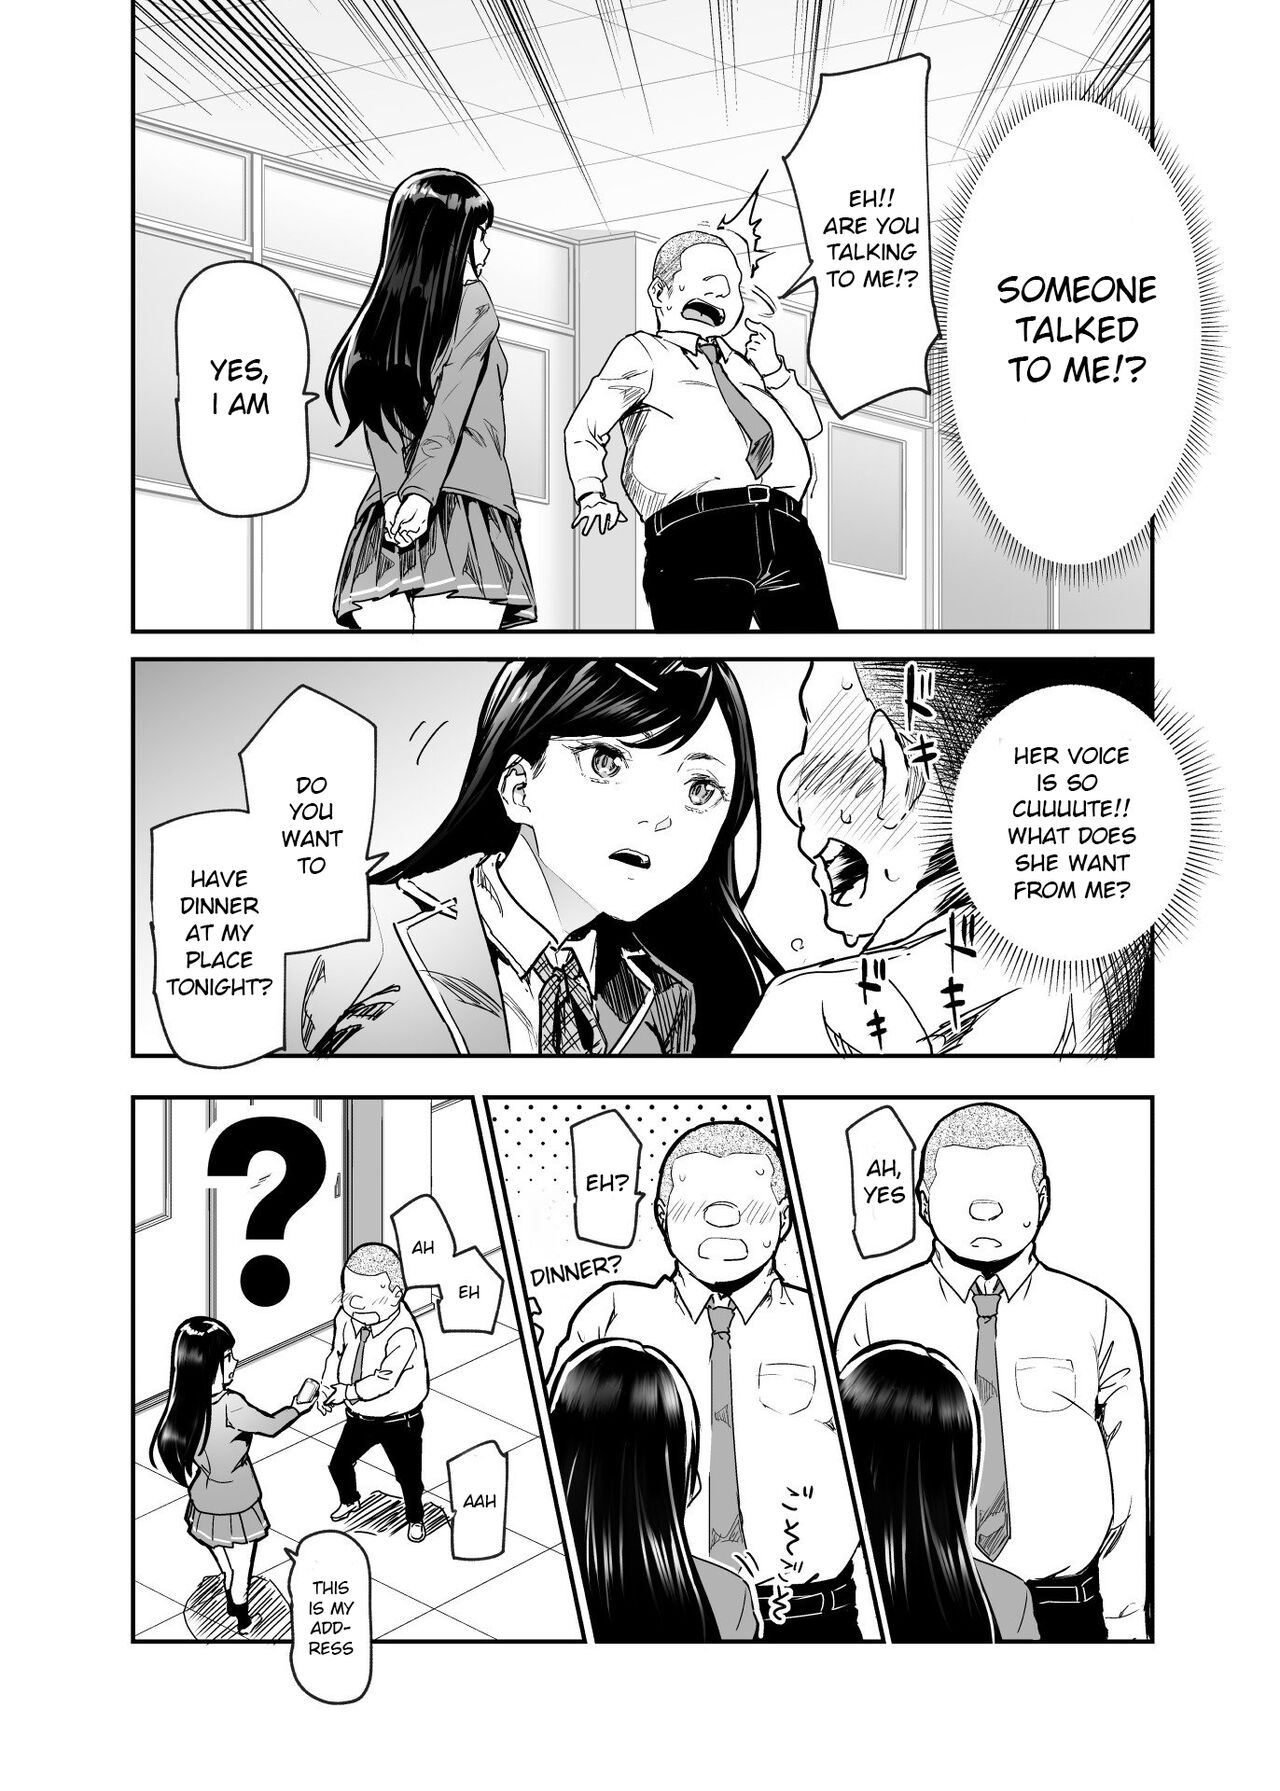 SOMEONE
TALKED
TO ME!?
EH!!
ARE YOU
TALKING
TO ME!?
YES,
I AM
HER VOICE
IS SO
CUUUUTE!!
WHAT DOES
SHE WANT
FROM ME?
ドキ
ドキ
ドキ
DO
YOU
WANT
TO
HAVE
DINNER
AT MY
PLACE
TONIGHT?
AH,
YES
EH?
DINNER?
?
AH
EH
AAH
THIS
IS MY
ADD-
RESS